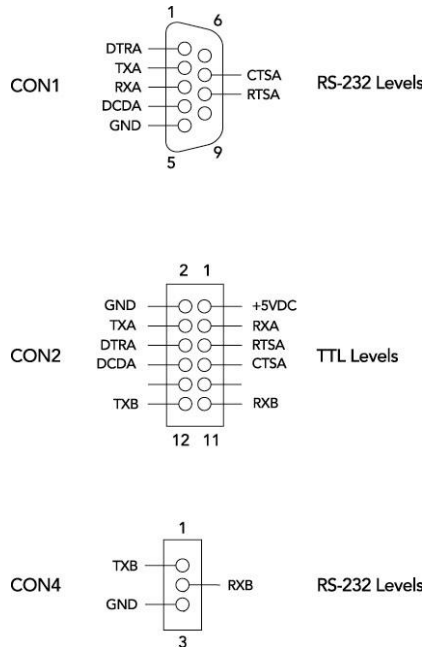 1 6
DTRA
TXA CTSA
CON1 RXA RS-232 Levels
DCDA RTSA
GND
5 9
2 1
GND +5VDC
TXA RXA
DTRA RTSA
CON2 TTL Levels
DCDA CTSA
TXB RXB
12 11
1
TXB
CON4 RXB RS-232 Levels
GND
3